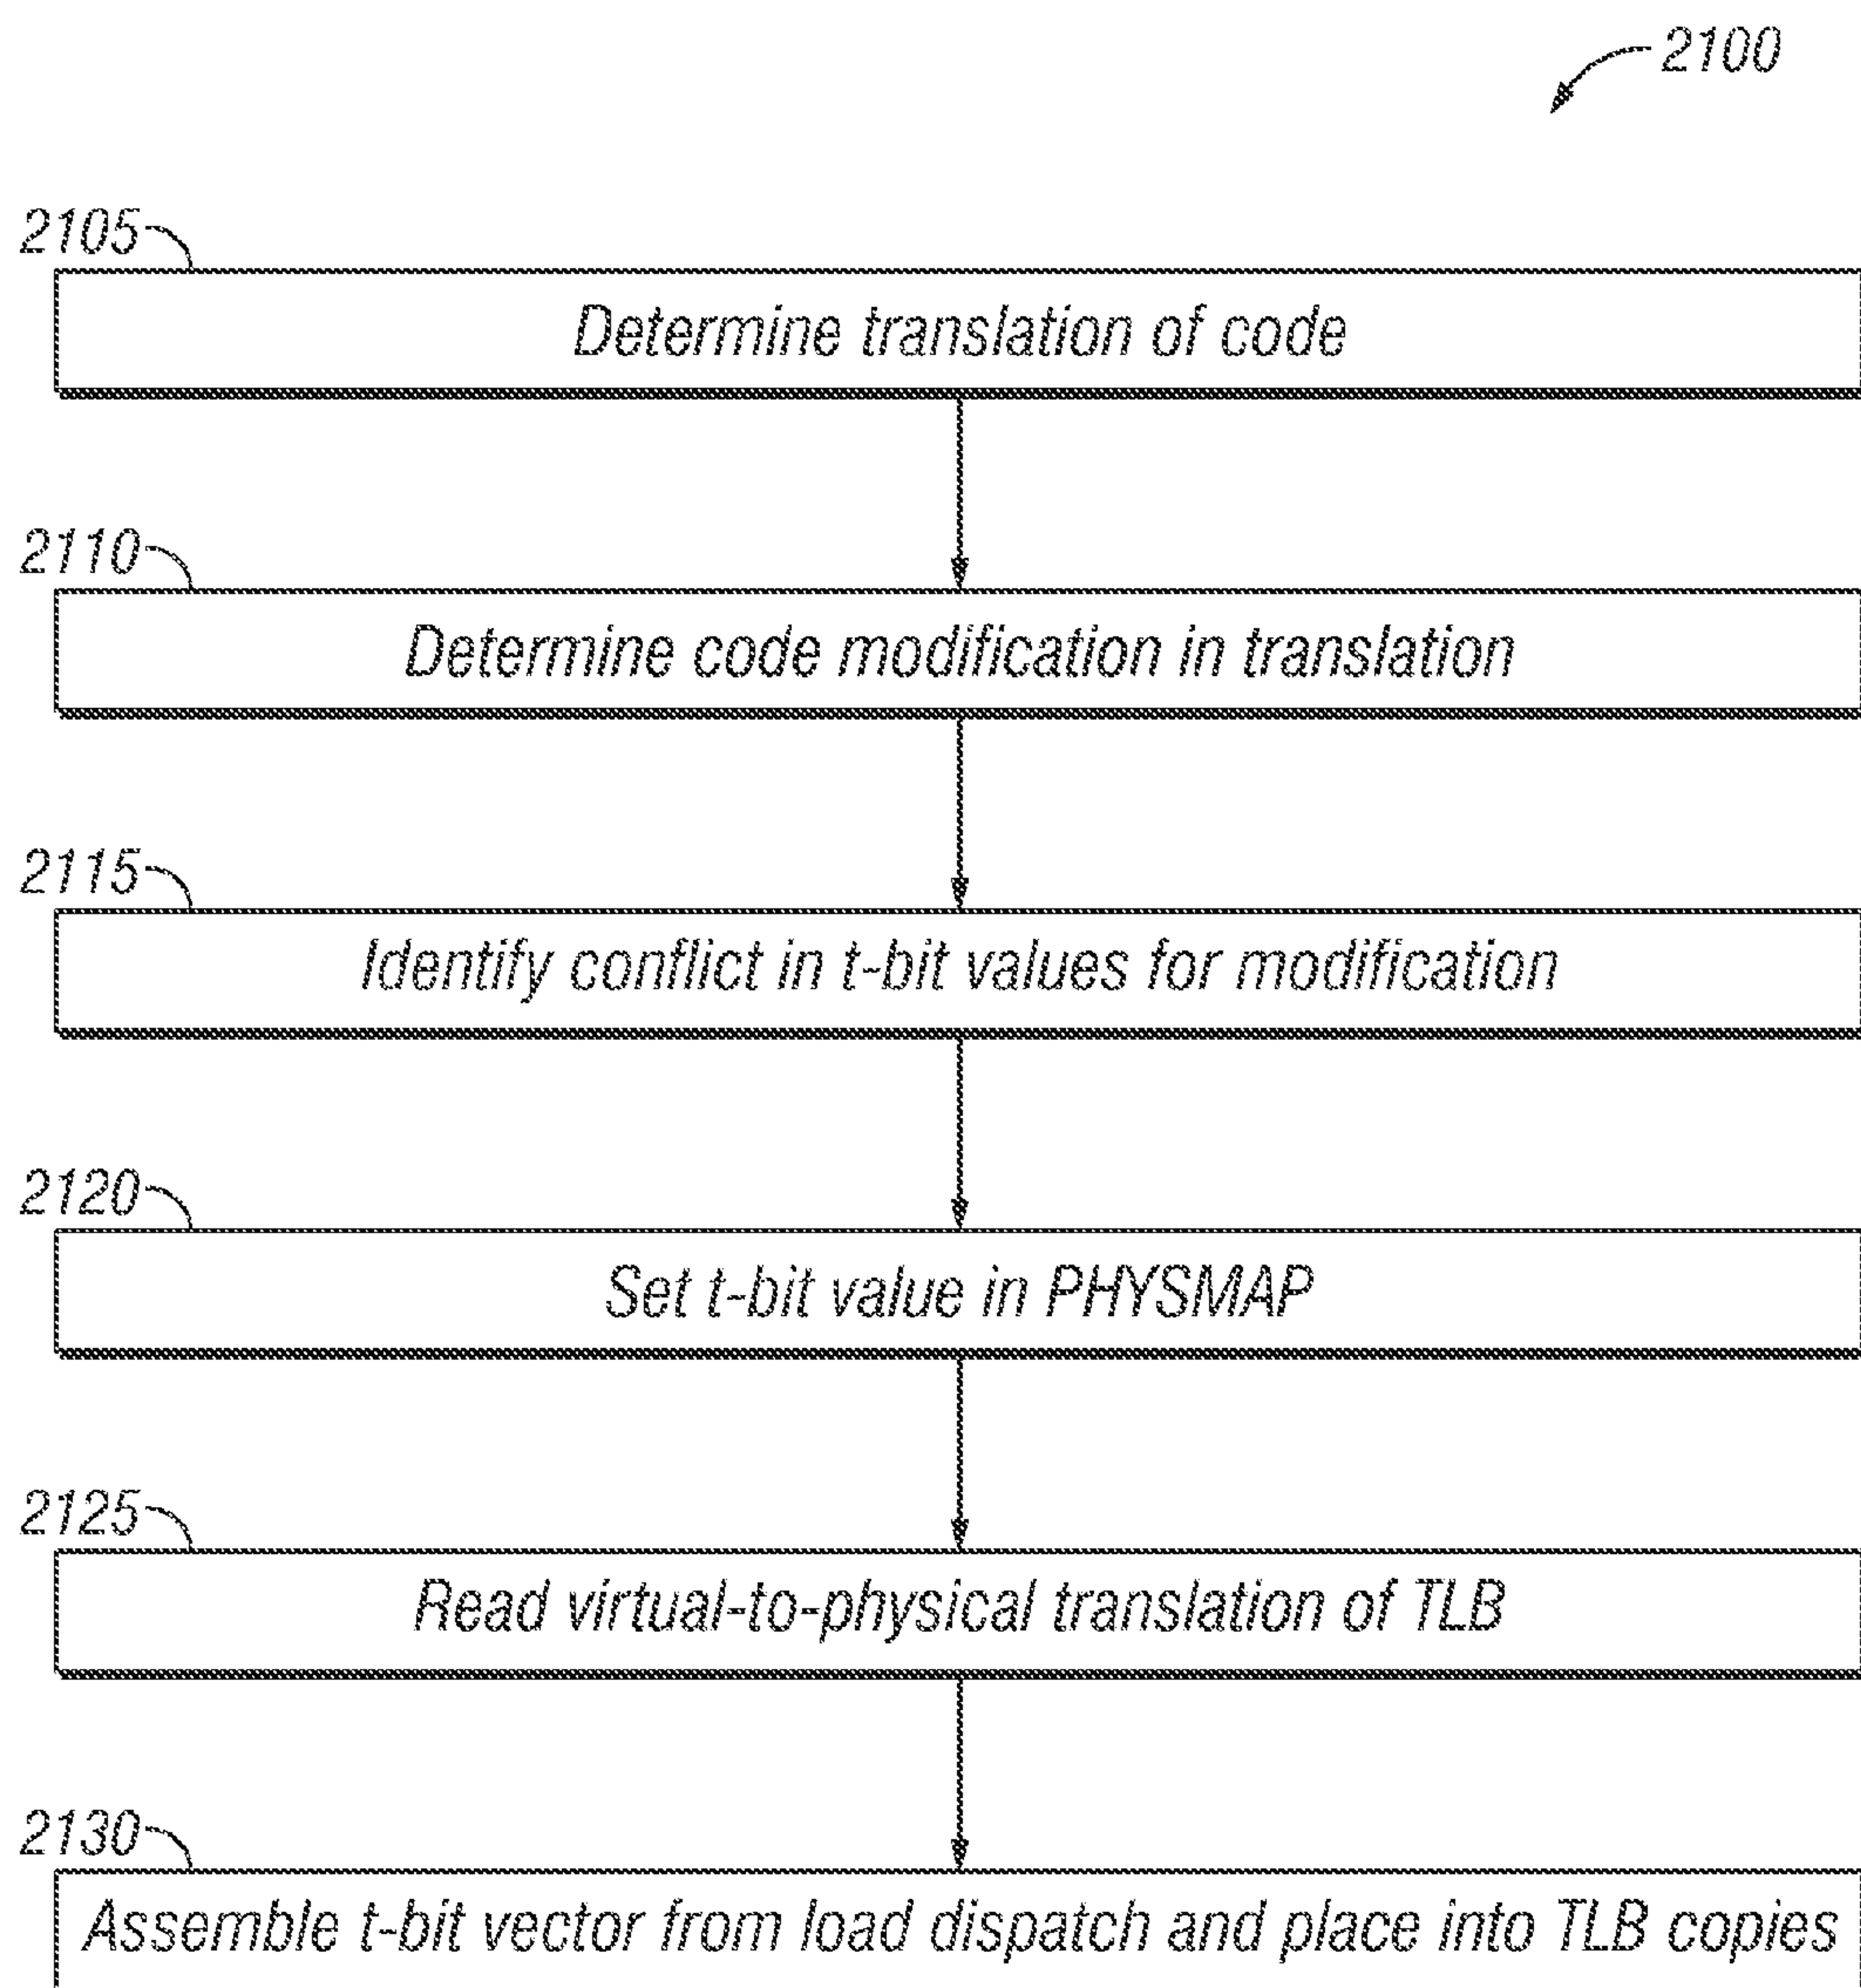 2100
2105
Determine translation of code
2110
Determine code modification in translation
2115
Identify conflict in t-bit values for modification
2120
Set t-bit value in PHYSMAP
2125
Read virtual-to-physical translation of TLB
2130
Assemble t-bit vector from load dispatch and place into TLB copies